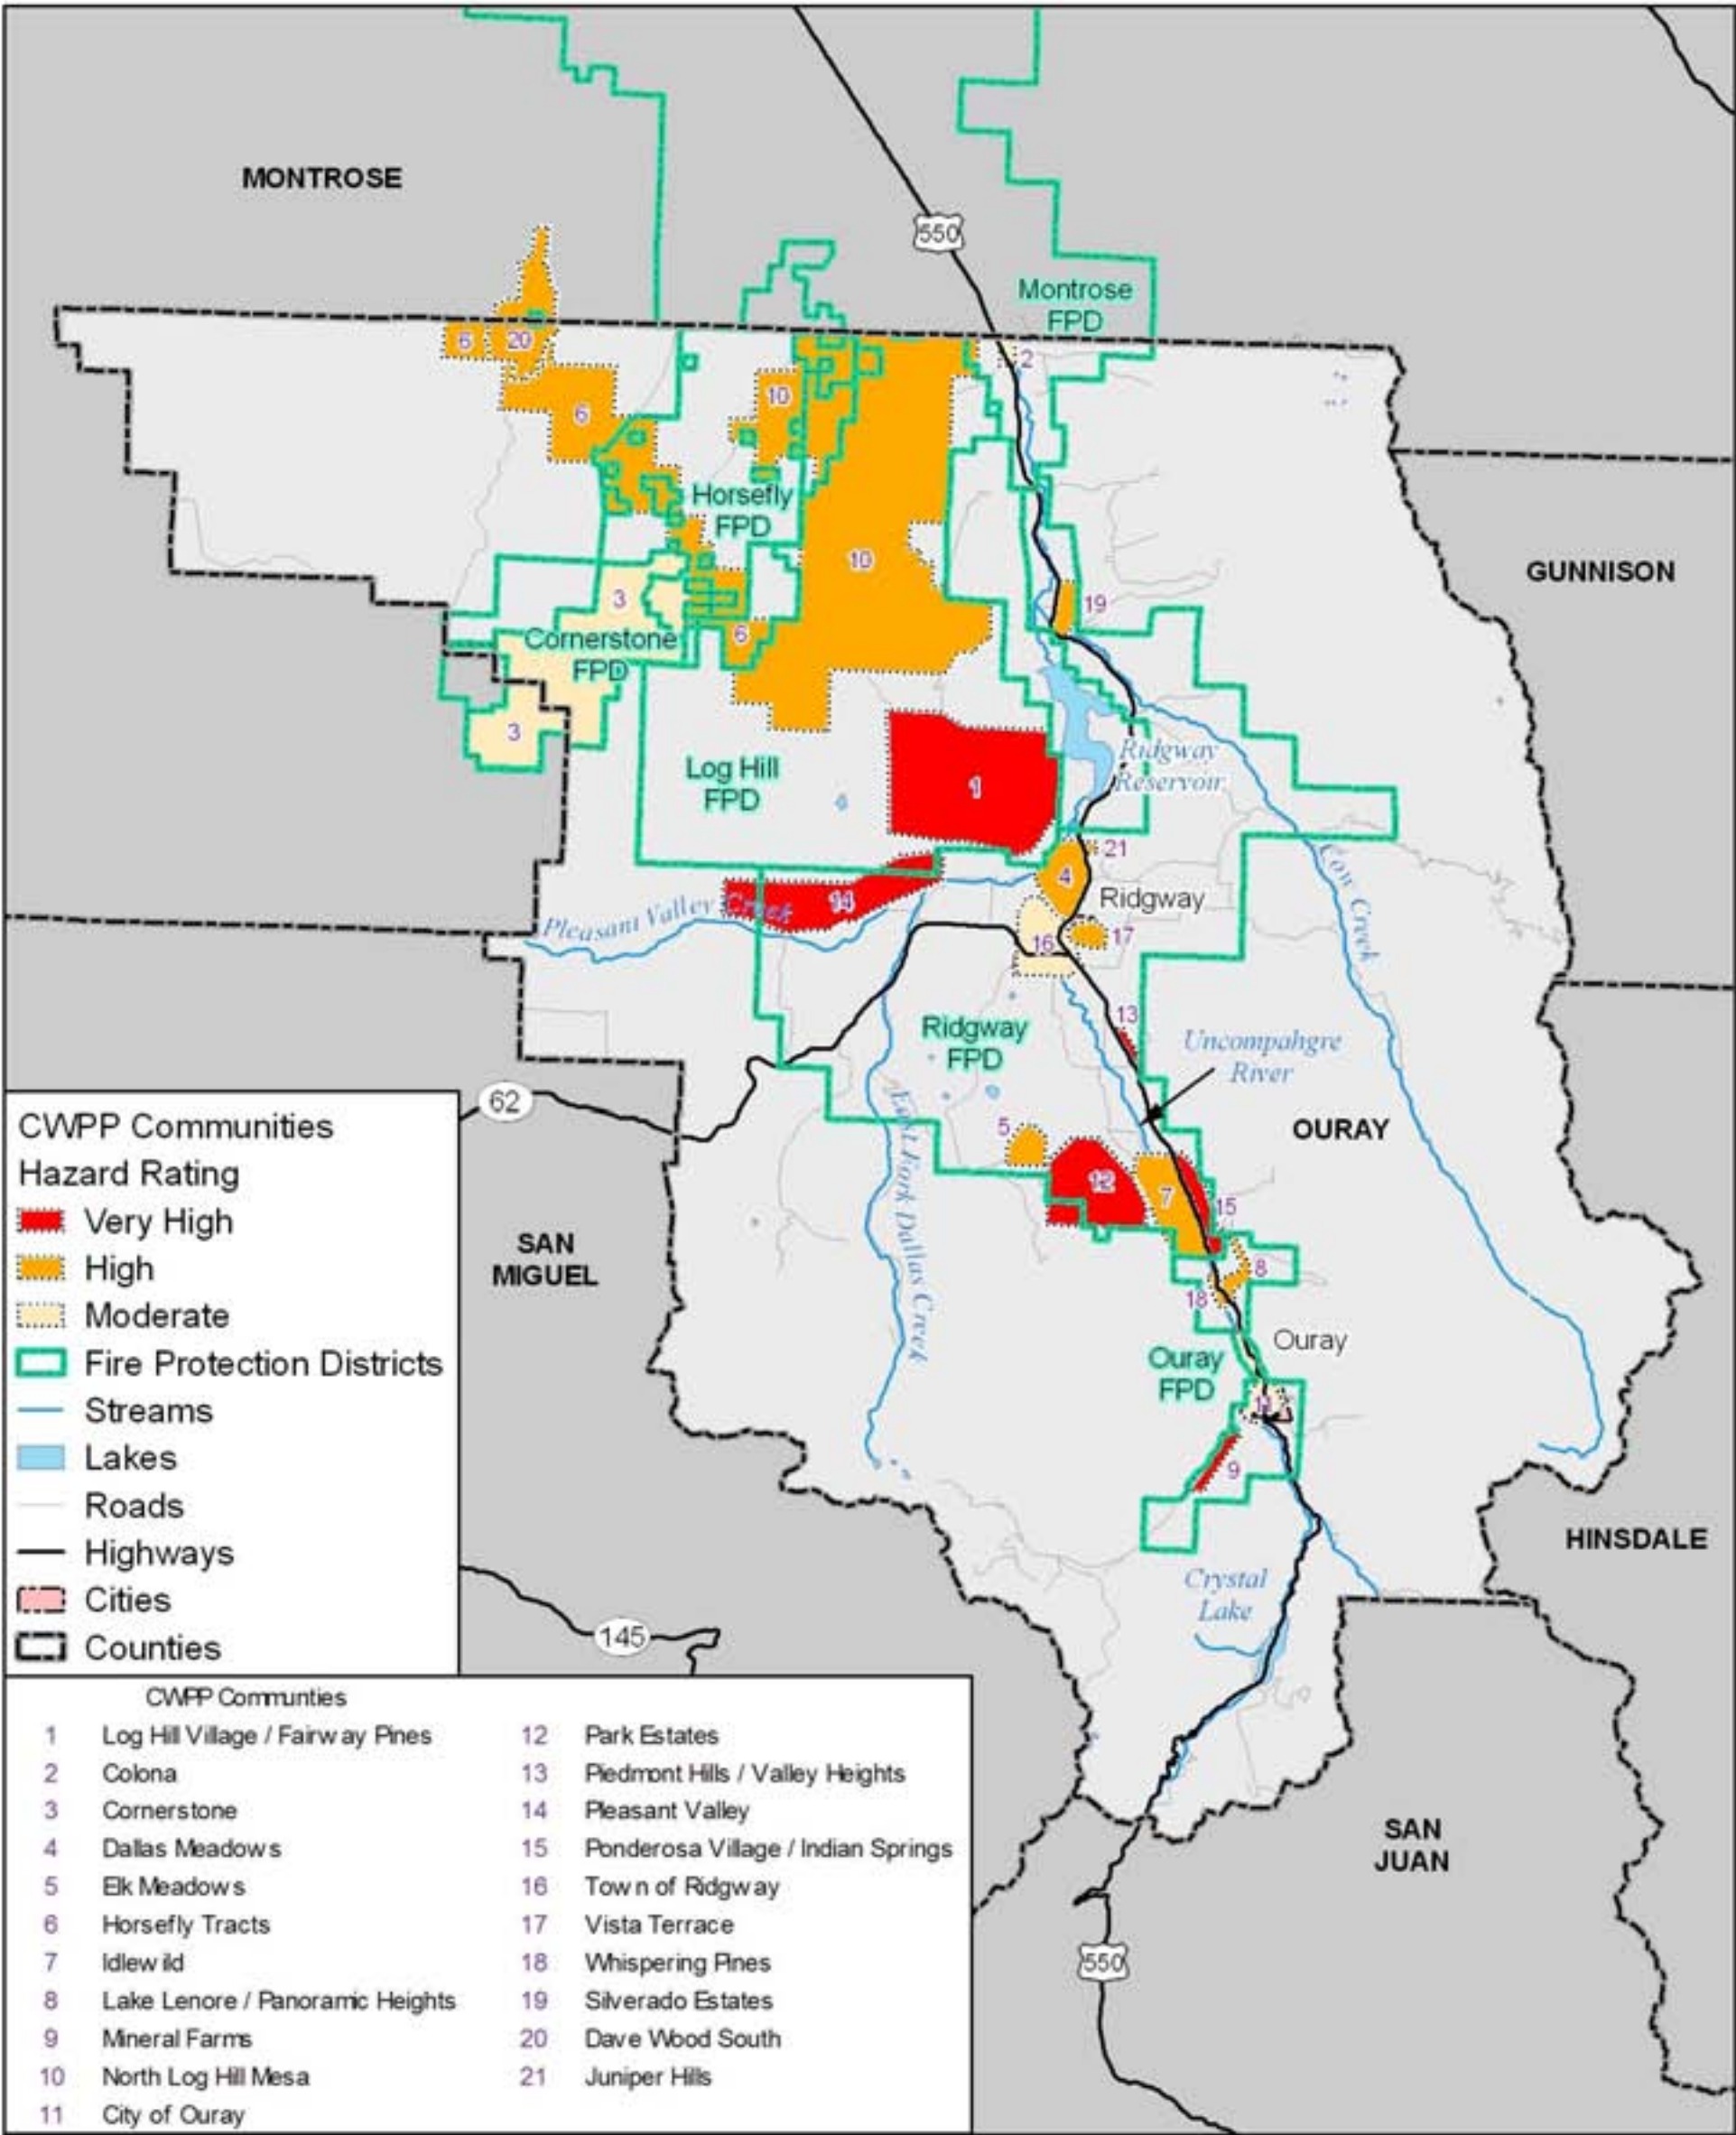 MONTROSE
550
Montrose
FPD
6
20
2
10
6
Horsefly
FPD
10
GUNNISON
3
19
6
Cornerstone
FPD
3
Ridgway
Reservoir
Log Hill
FPD
1
21
4
Ridgway
14
Pleasant Valley Creek
Cow Creek
17
16
13
Ridgway
FPD
Uncompahgre
River
62
East Fork Dallas Creek
OURAY
5
12
7
15
SAN
MIGUEL
8
18
Ouray
Ouray
FPD
11
9
HINSDALE
Crystal
Lake
145
SAN
JUAN
550
CWPP Communities
Hazard Rating
Very High
High
Moderate
Fire Protection Districts
Streams
Lakes
Roads
Highways
Cities
Counties
CWPP Communties
1 Log Hill Village / Fairway Pines
2 Colona
3 Cornerstone
4 Dallas Meadows
5 Elk Meadows
6 Horsefly Tracts
7 Idlewild
8 Lake Lenore / Panoramic Heights
9 Mineral Farms
10 North Log Hill Mesa
11 City of Ouray
12 Park Estates
13 Piedmont Hills / Valley Heights
14 Pleasant Valley
15 Ponderosa Village / Indian Springs
16 Town of Ridgway
17 Vista Terrace
18 Whispering Pines
19 Silverado Estates
20 Dave Wood South
21 Juniper Hills